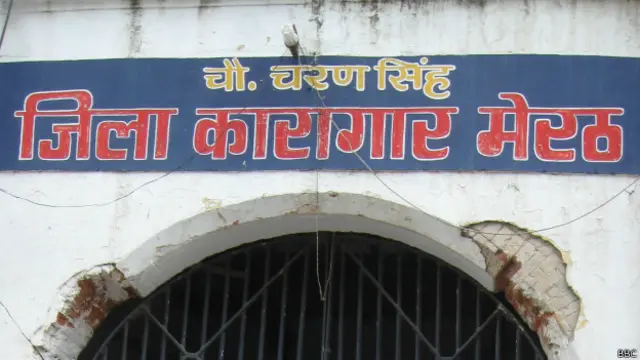 चौ. चरण सिंह
जिला कारागार मेरठ
BBC